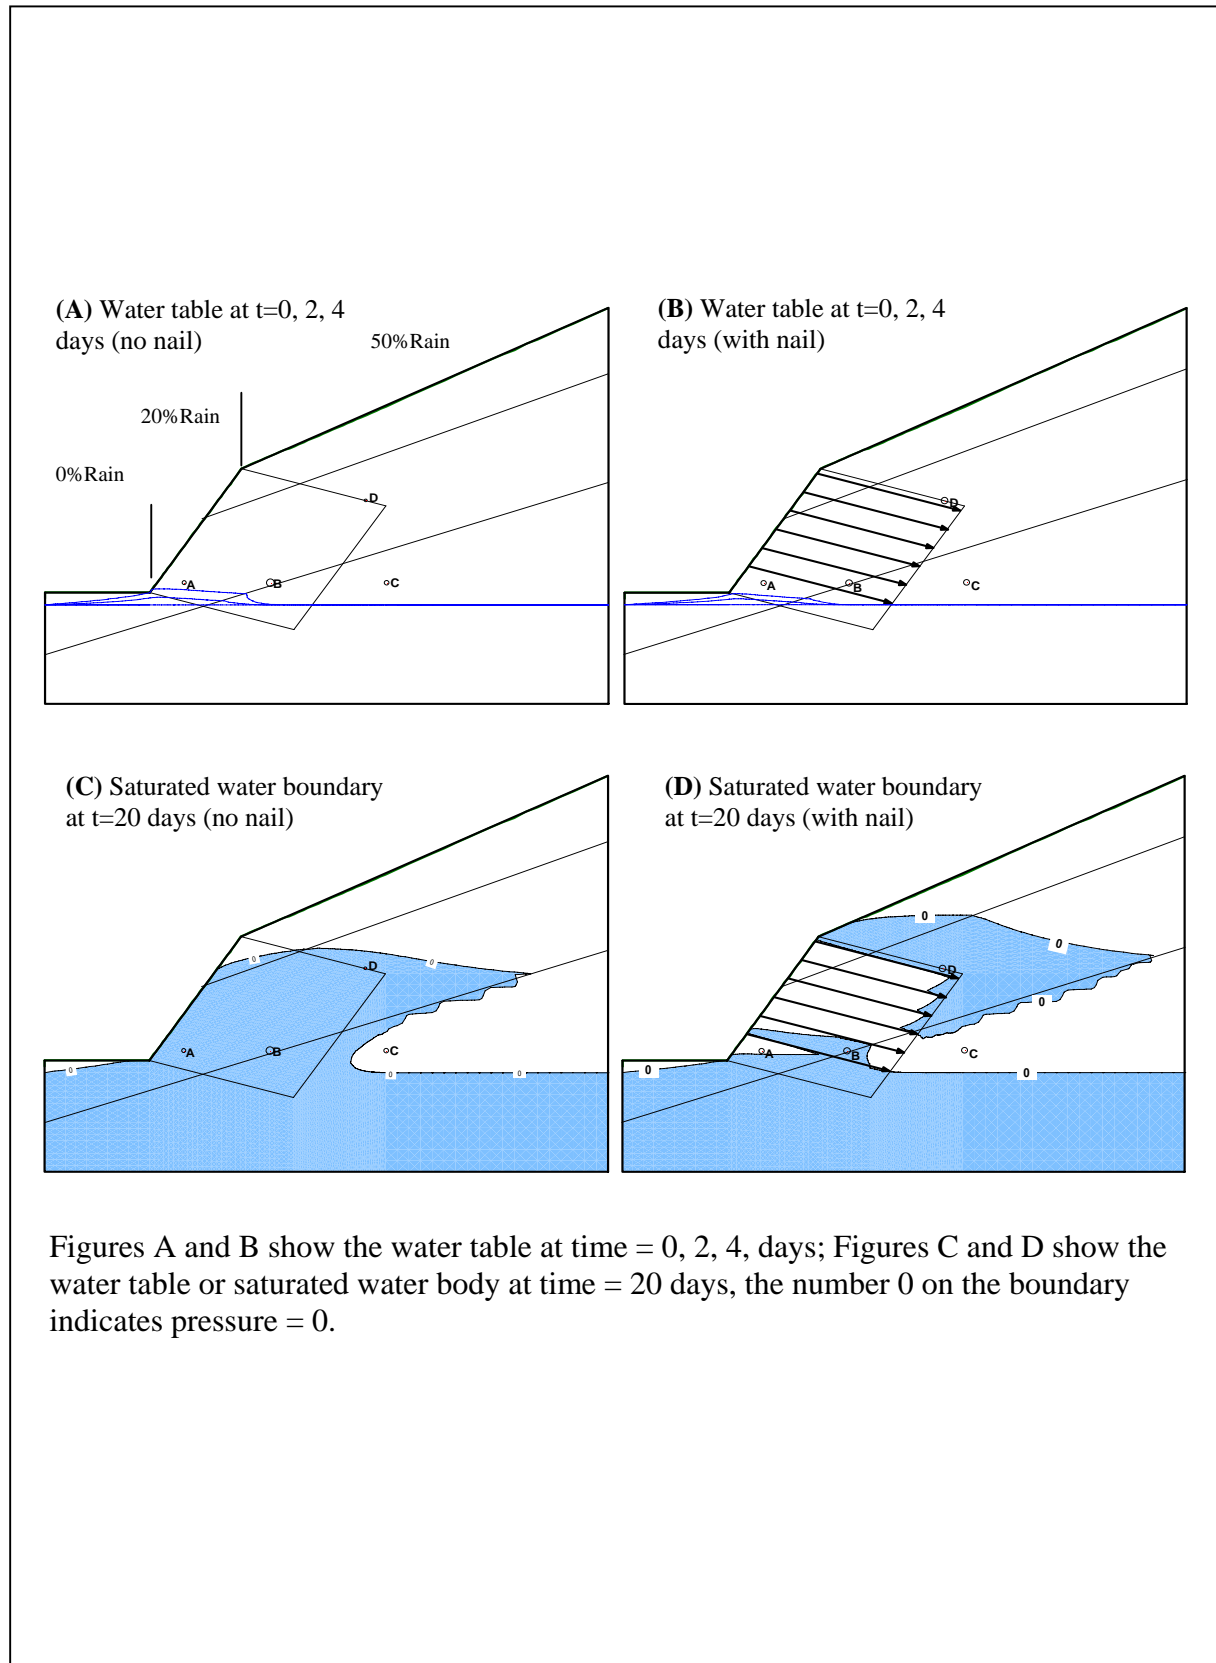 (A) Water table at t=0, 2, 4
days (no nail)
50%Rain
20%Rain
0%Rain
D
A
B
C
(B) Water table at t=0, 2, 4
days (with nail)
D
A
B
C
(C) Saturated water boundary
at t=20 days (no nail)
0
0
D
A
B
C
0
0
0
(D) Saturated water boundary
at t=20 days (with nail)
0
0
D
0
A
B
C
0
0
Figures A and B show the water table at time = 0, 2, 4, days; Figures C and D show the
water table or saturated water body at time = 20 days, the number 0 on the boundary
indicates pressure = 0.